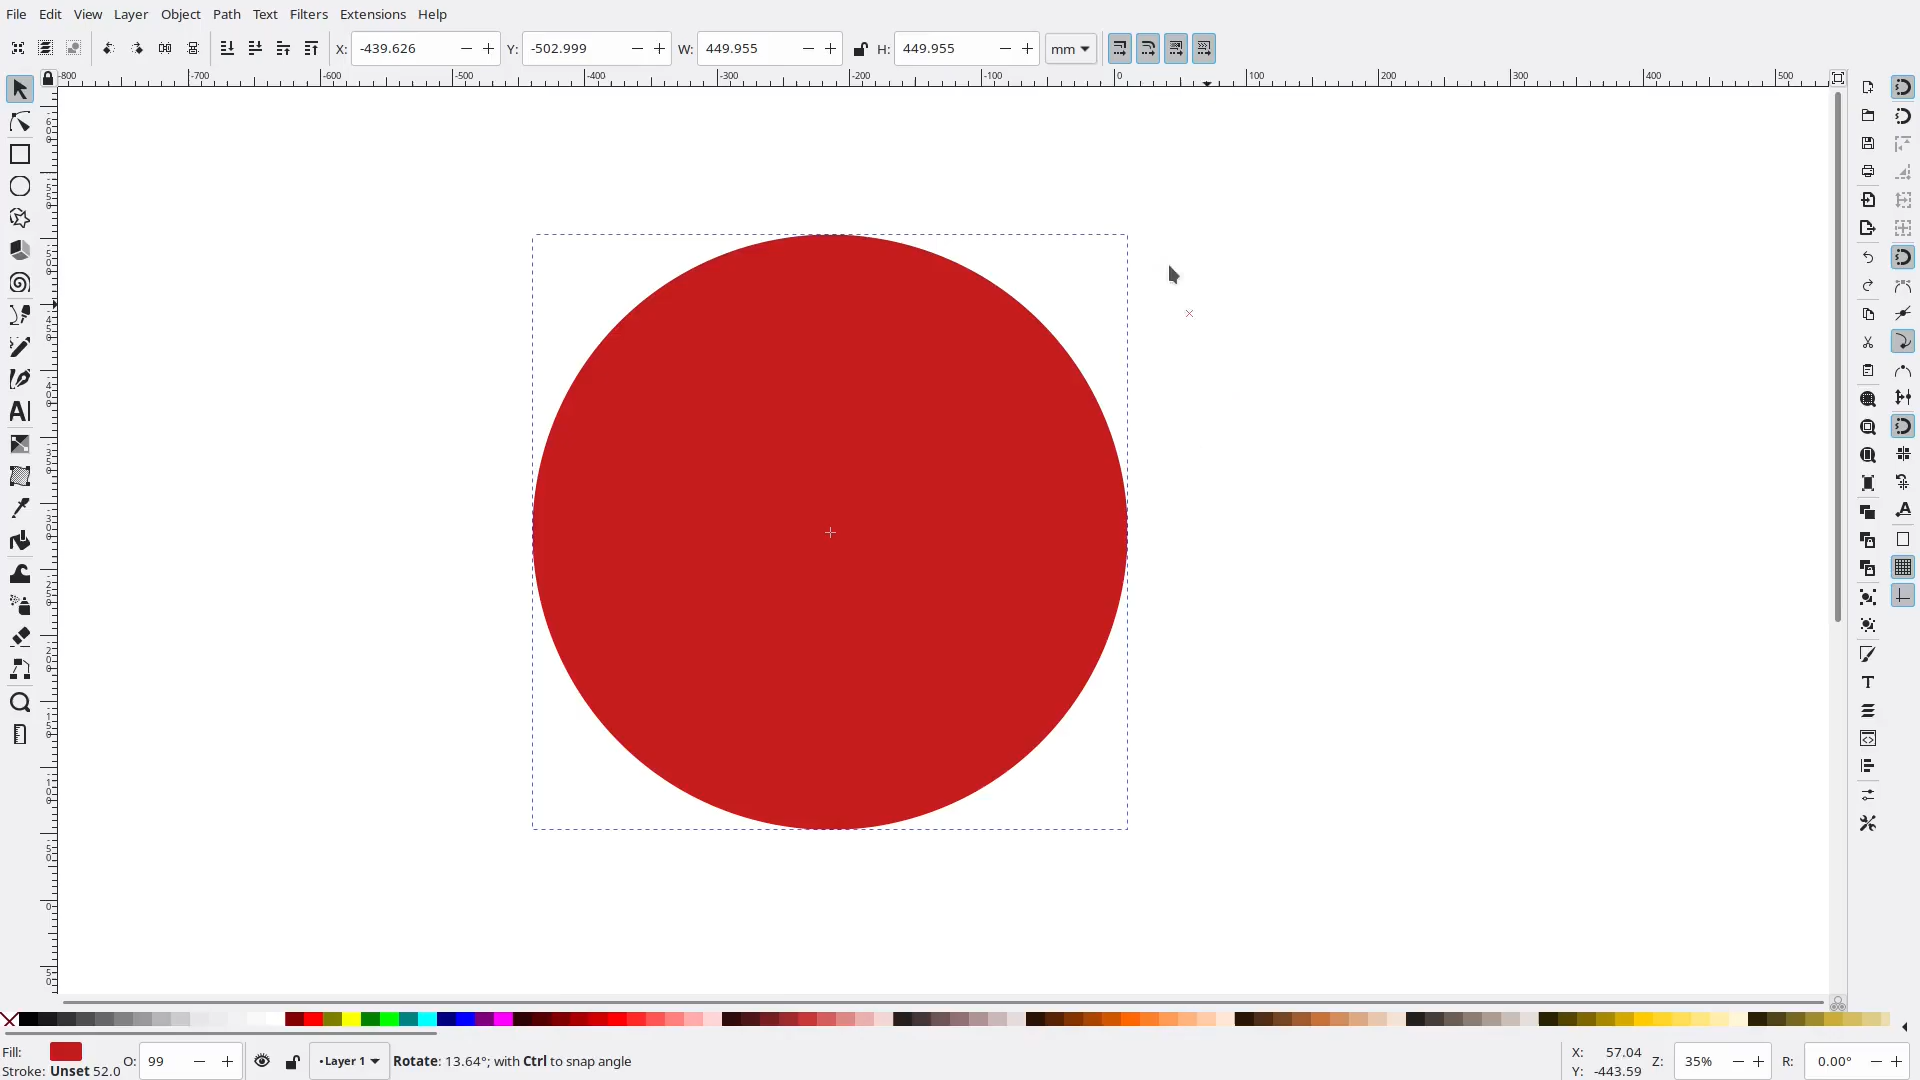 File Edit View Layer Object Path Text Filters Extensions Help
X: -439.626 Y: -502.999 W: 449.955 H: 449.955 mm
-800 -700 -600 -500 -400 -300 -200 -100 0 100 200 300 400 500
Fill:
Stroke: Unset 52.0
O: 99
•Layer 1
Rotate: 13.64°; with Ctrl to snap angle
X: 57.04
Y: -443.59
Z: 35%
R: 0.00°